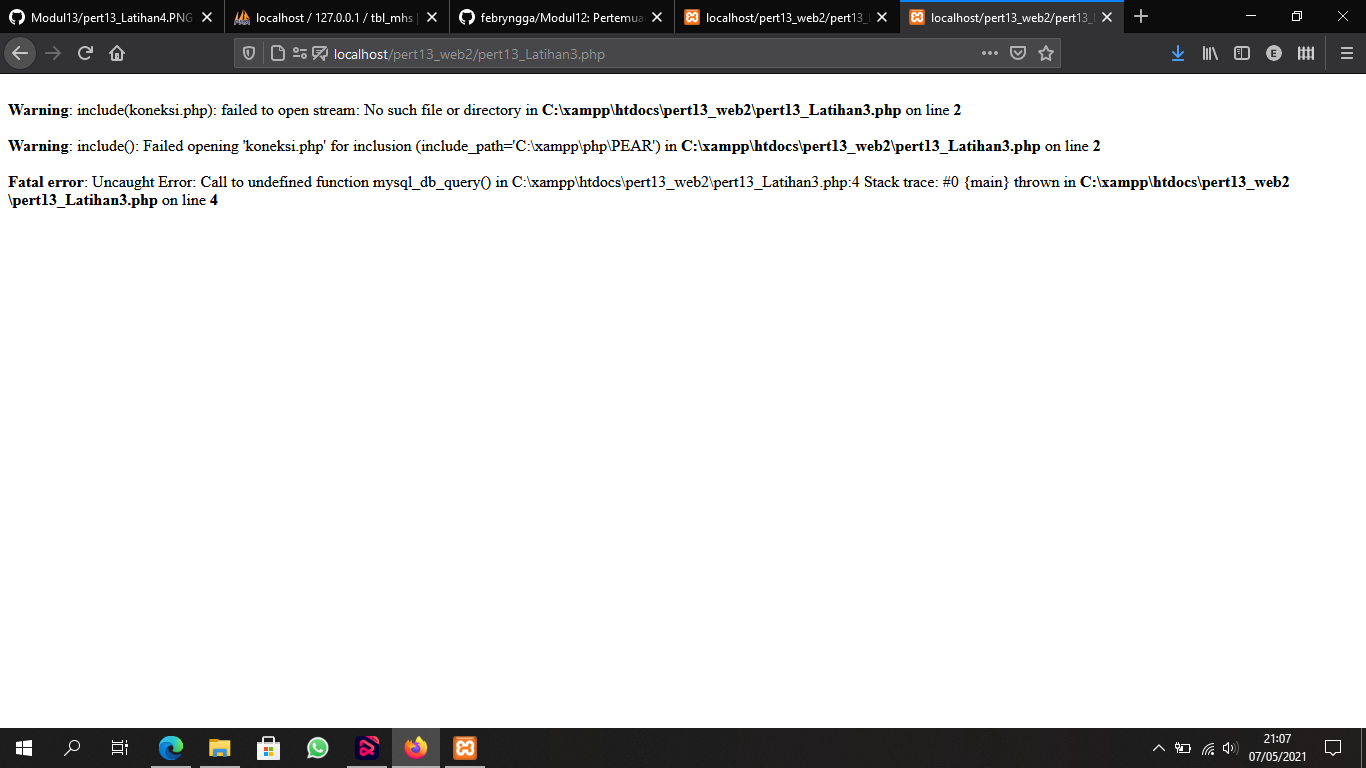 Modul13/pert13_Latihan4.PNG
localhost / 127.0.0.1 / tbl_mhs |
febryngga/Modul12: Pertemua
localhost/pert13_web2/pert13_
localhost/pert13_web2/pert13_
localhost/pert13_web2/pert13_Latihan3.php
Warning: include(koneksi.php): failed to open stream: No such file or directory in C:\xampp\htdocs\pert13_web2\pert13_Latihan3.php on line 2
Warning: include(): Failed opening 'koneksi.php' for inclusion (include_path='C:\xampp\php\PEAR') in C:\xampp\htdocs\pert13_web2\pert13_Latihan3.php on line 2
Fatal error: Uncaught Error: Call to undefined function mysql_db_query() in C:\xampp\htdocs\pert13_web2\pert13_Latihan3.php:4 Stack trace: #0 {main} thrown in C:\xampp\htdocs\pert13_web2
\pert13_Latihan3.php on line 4
21:07
07/05/2021